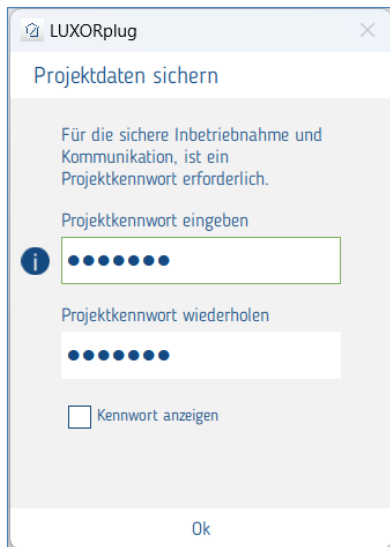 LUXORplug
Projektdaten sichern
Für die sichere Inbetriebnahme und
Kommunikation, ist ein
Projektkennwort erforderlich.
Projektkennwort eingeben
●●●●●●●
Projektkennwort wiederholen
●●●●●●●
Kennwort anzeigen
Ok